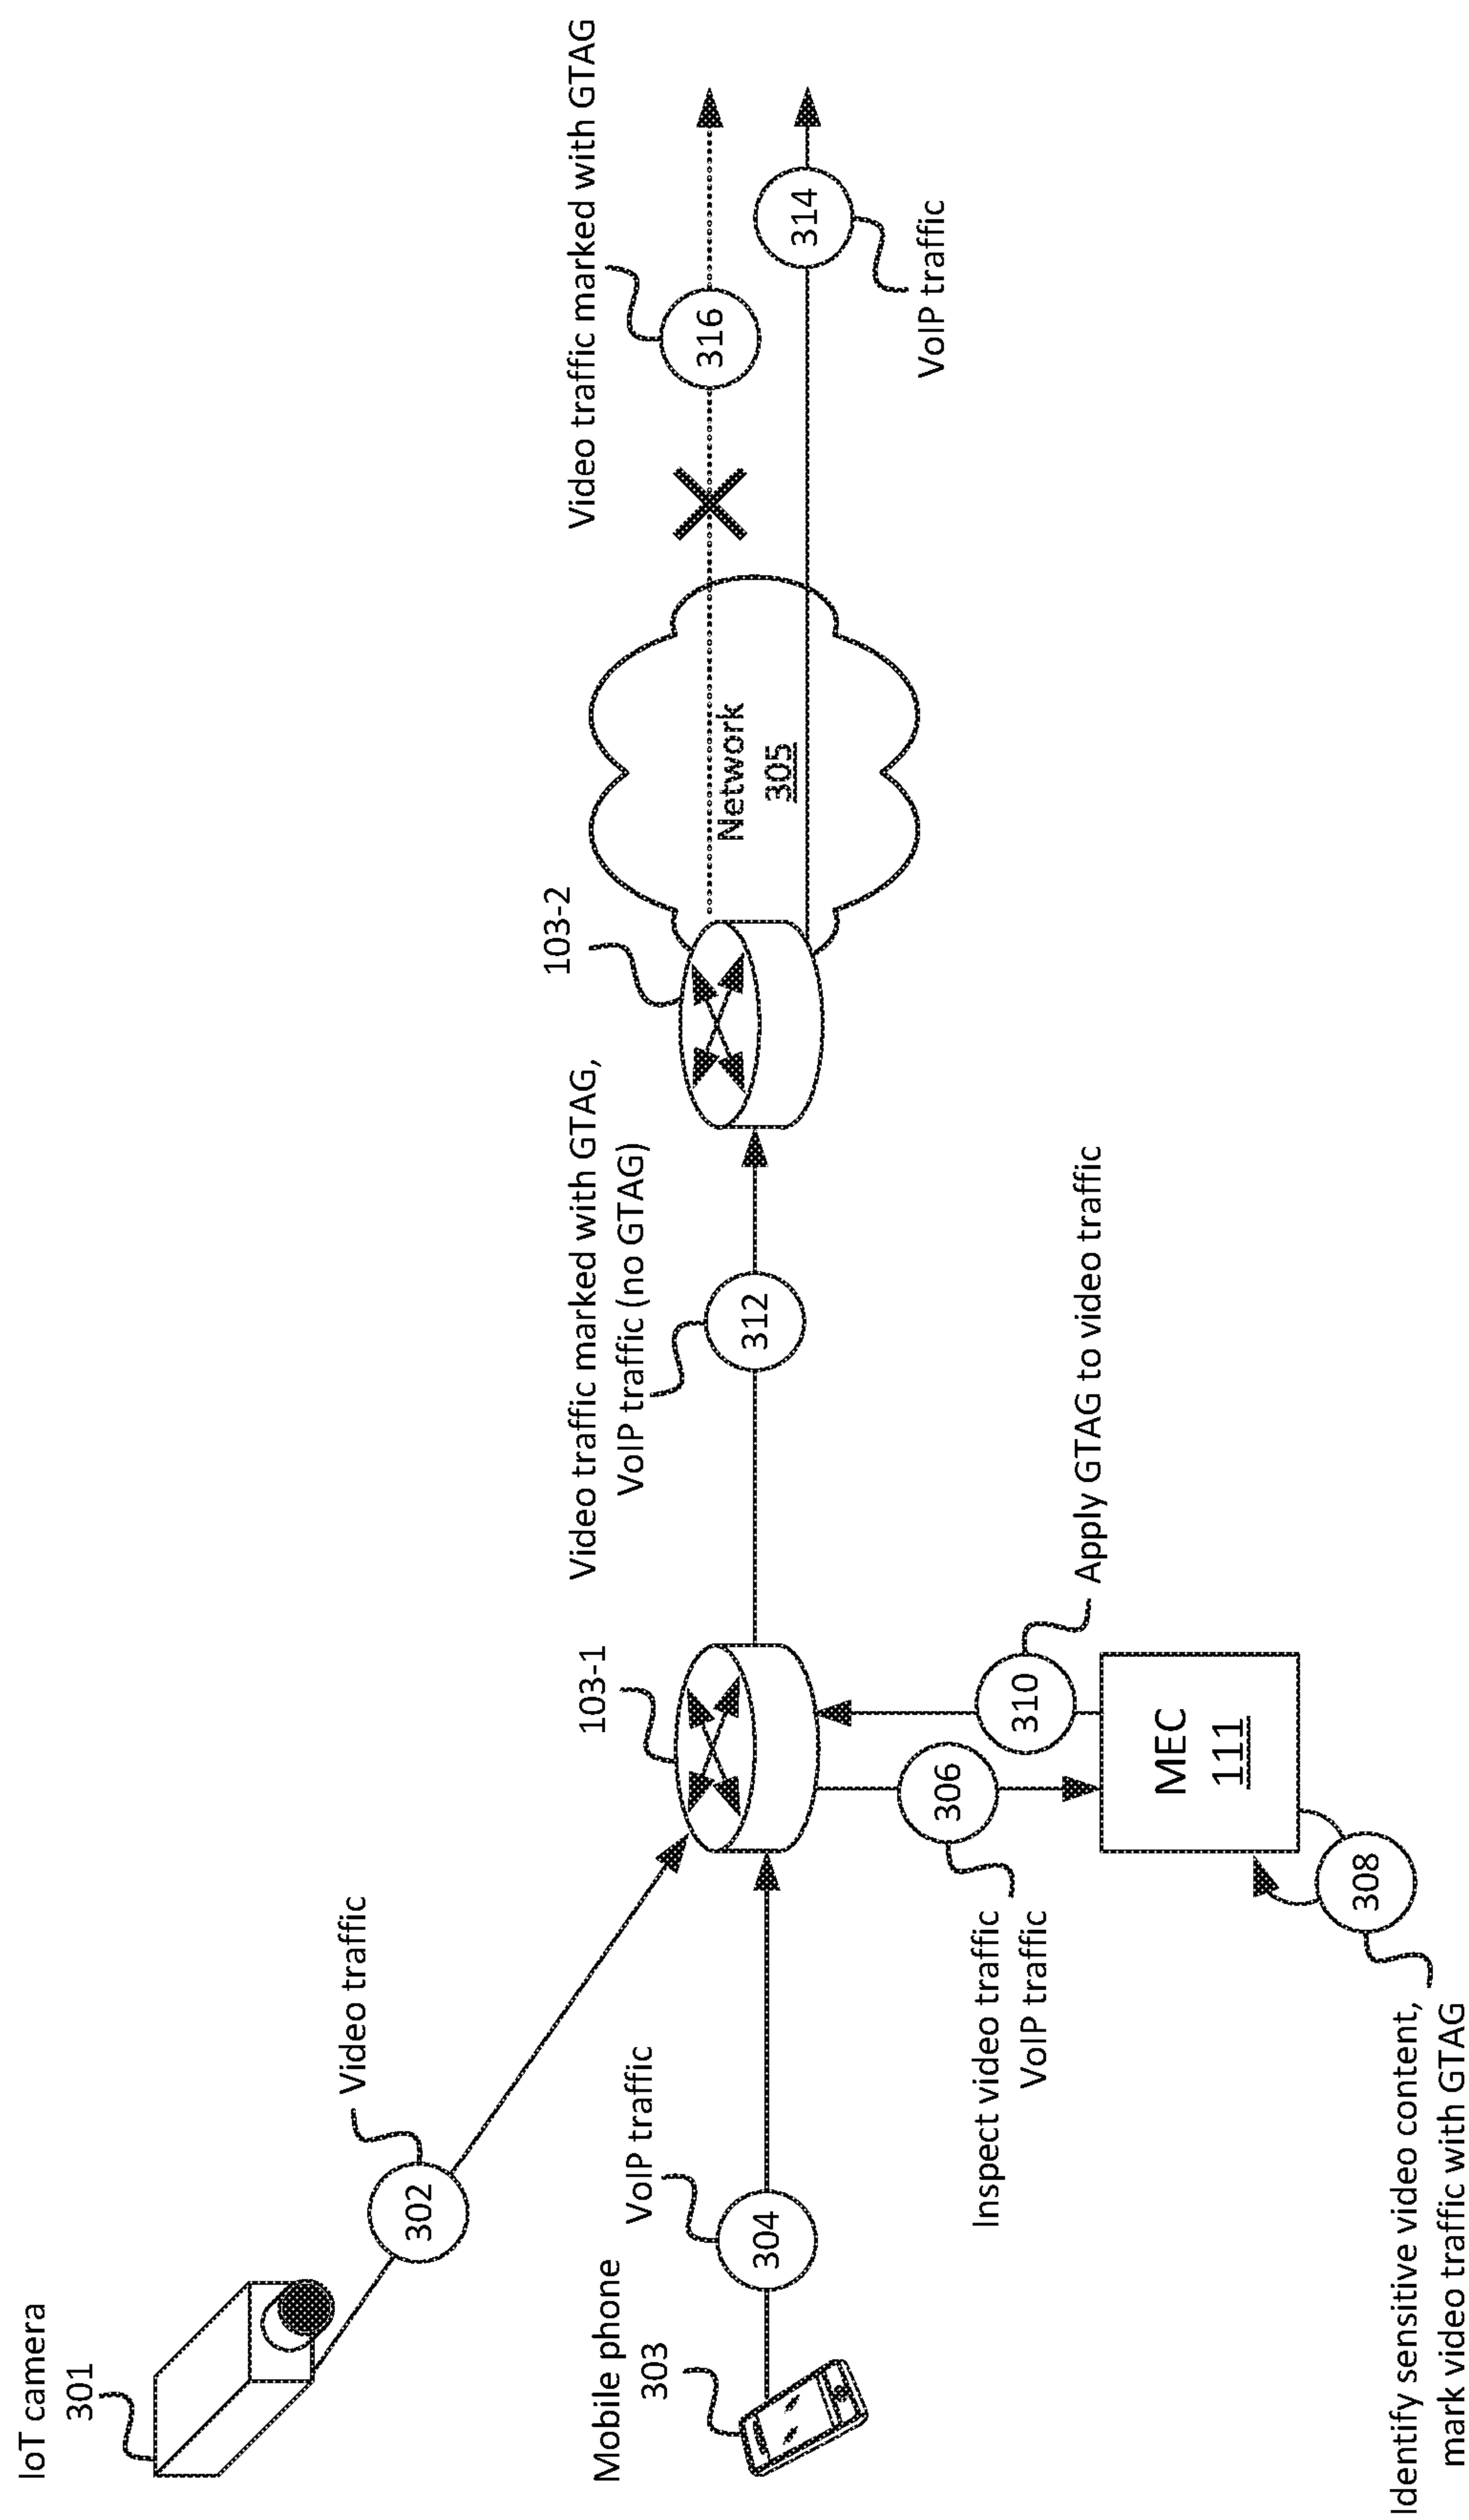 IoT camera
301
302
Video traffic
Mobile phone
303
304
VoIP traffic
103-1
Inspect video traffic
VoIP traffic
306
310
Apply GTAG to video traffic
MEC
111
308
Identify sensitive video content,
mark video traffic with GTAG
Video traffic marked with GTAG,
VoIP traffic (no GTAG)
312
103-2
Network
305
Video traffic marked with GTAG
316
314
VoIP traffic